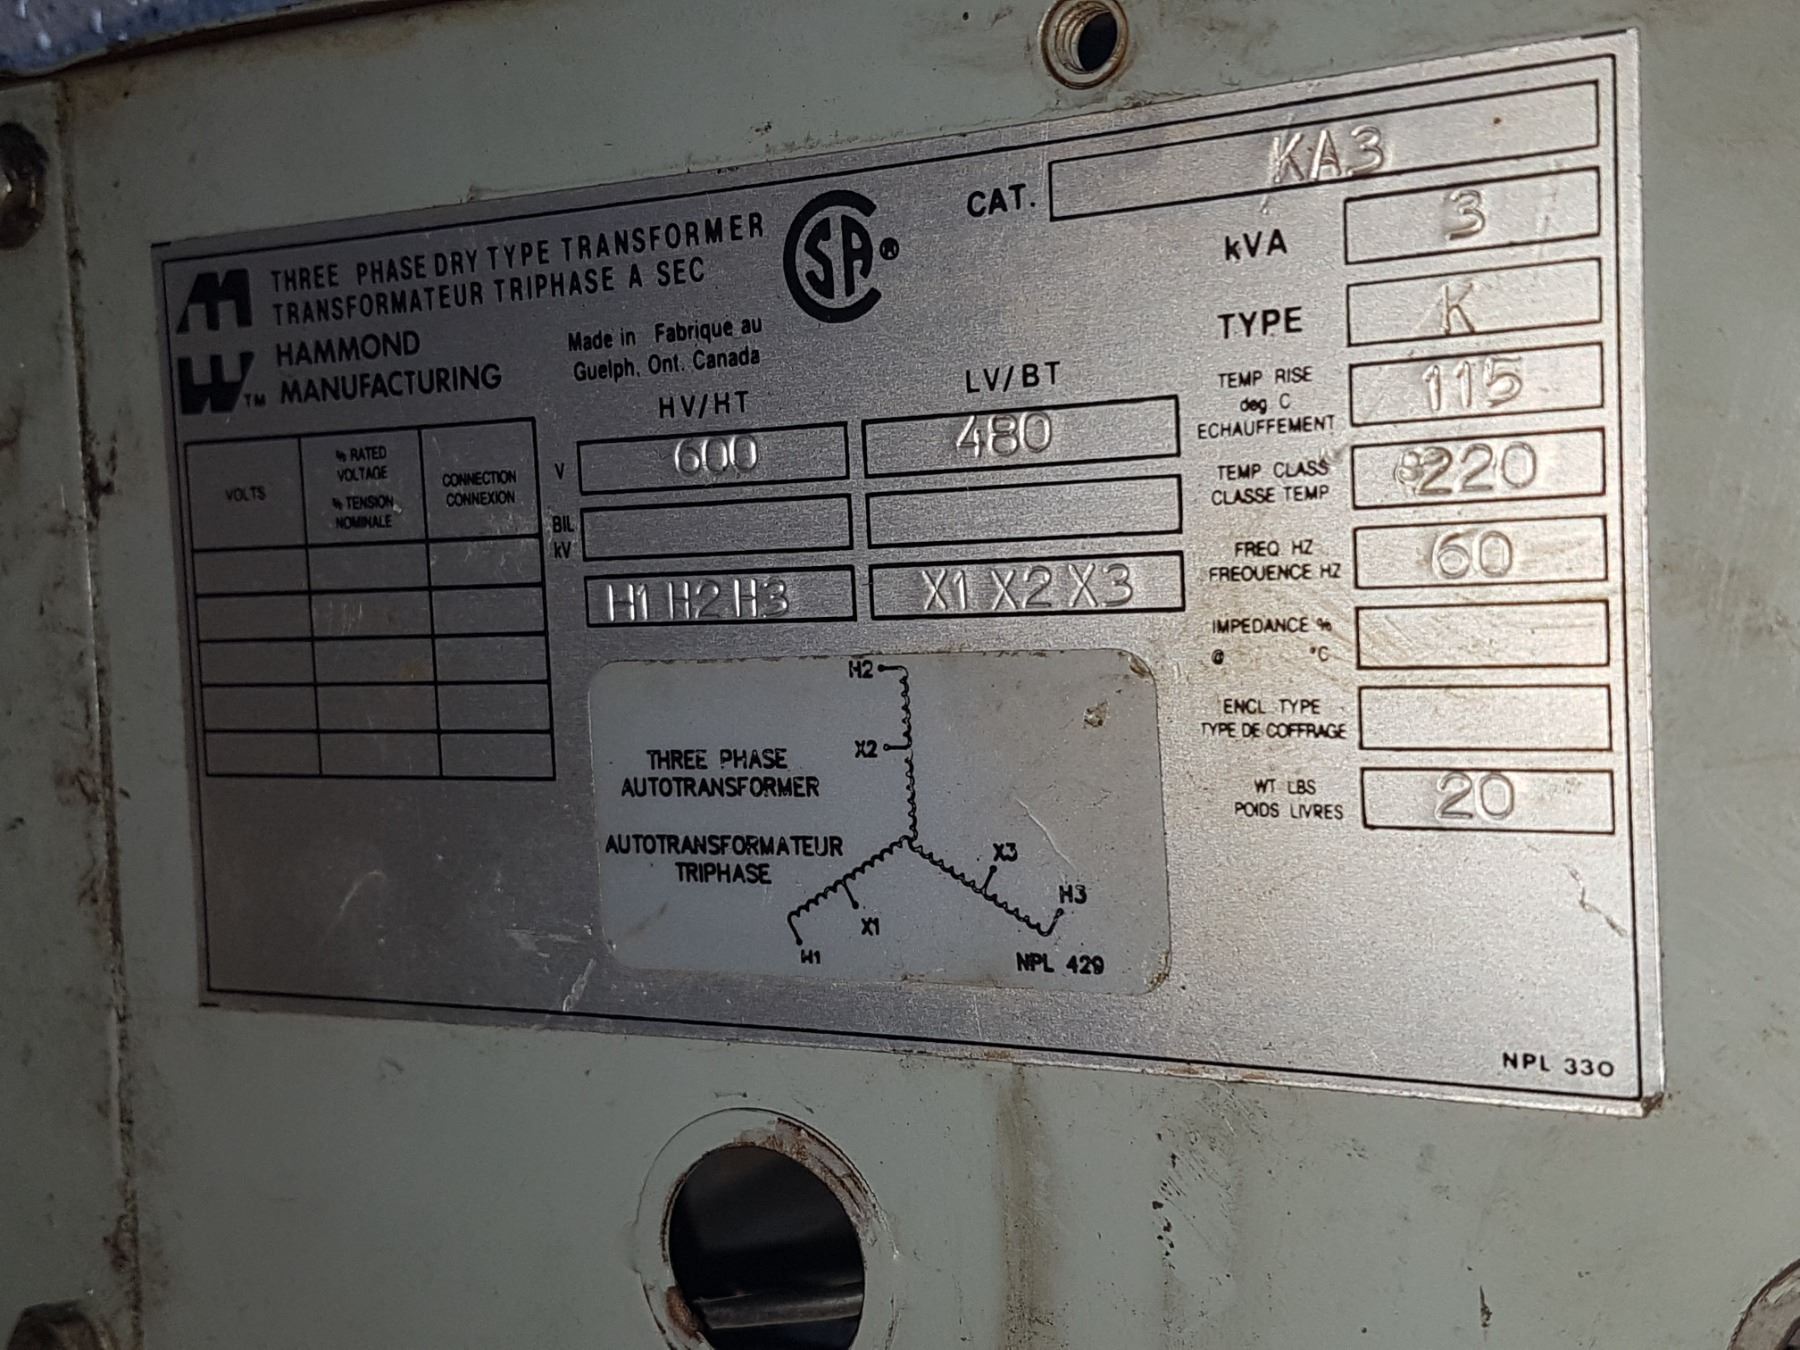 THREE PHASE DRY TYPE TRANSFORMER
TRANSFORMATEUR TRIPHASE A SEC
HAMMOND
MANUFACTURING
TM
Made in Fabrique au
Guelph, Ont. Canada
CSA®
CAT. KA3
kVA 3
TYPE K
TEMP RISE
deg C
ECHAUFFEMENT
115
TEMP CLASS
CLASSE TEMP
220
FREQ HZ
FREQUENCE HZ
60
IMPEDANCE %
@ °C
ENCL TYPE
TYPE DE COFFRAGE
WT LBS
POIDS LIVRES
20
HV/HT LV/BT
V 600 480
BIL
kV
H1 H2 H3 X1 X2 X3
VOLTS
% RATED
VOLTAGE
% TENSION
NOMINALE
CONNECTION
CONNEXION
THREE PHASE
AUTOTRANSFORMER
AUTOTRANSFORMATEUR
TRIPHASE
H2
X2
X3
H3
X1
H1
NPL 429
NPL 330